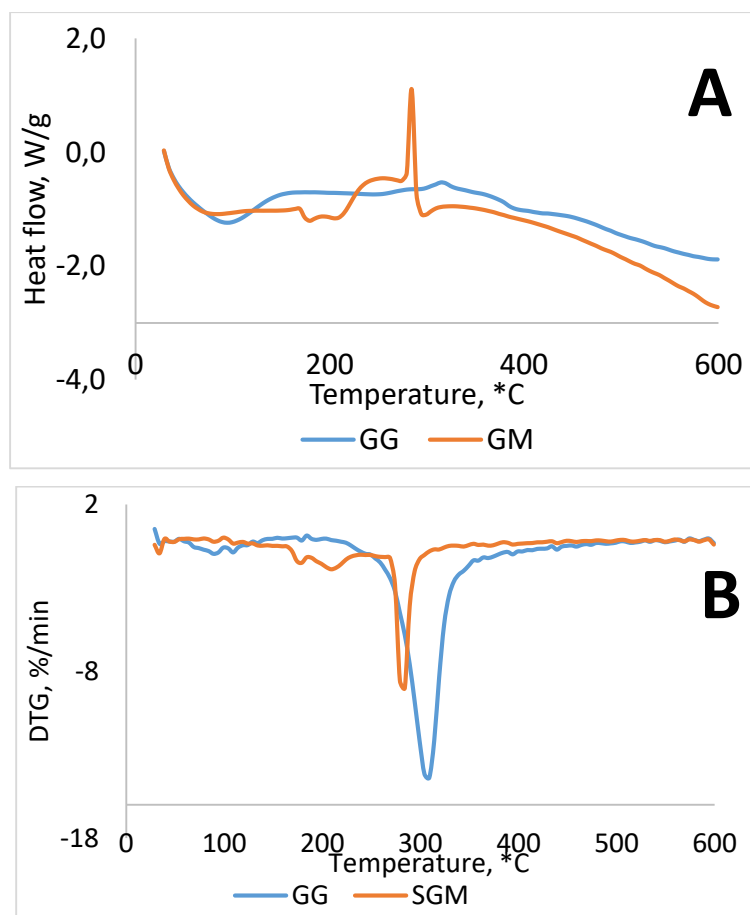 2,0
A
0,0
Heat flow, W/g
-2,0
0 200 400 600
-4,0
Temperature, *C
GG GM
2
B
DTG, %/min
-8
-18
0 100 200 300 400 500 600
Temperature, *C
GG SGM